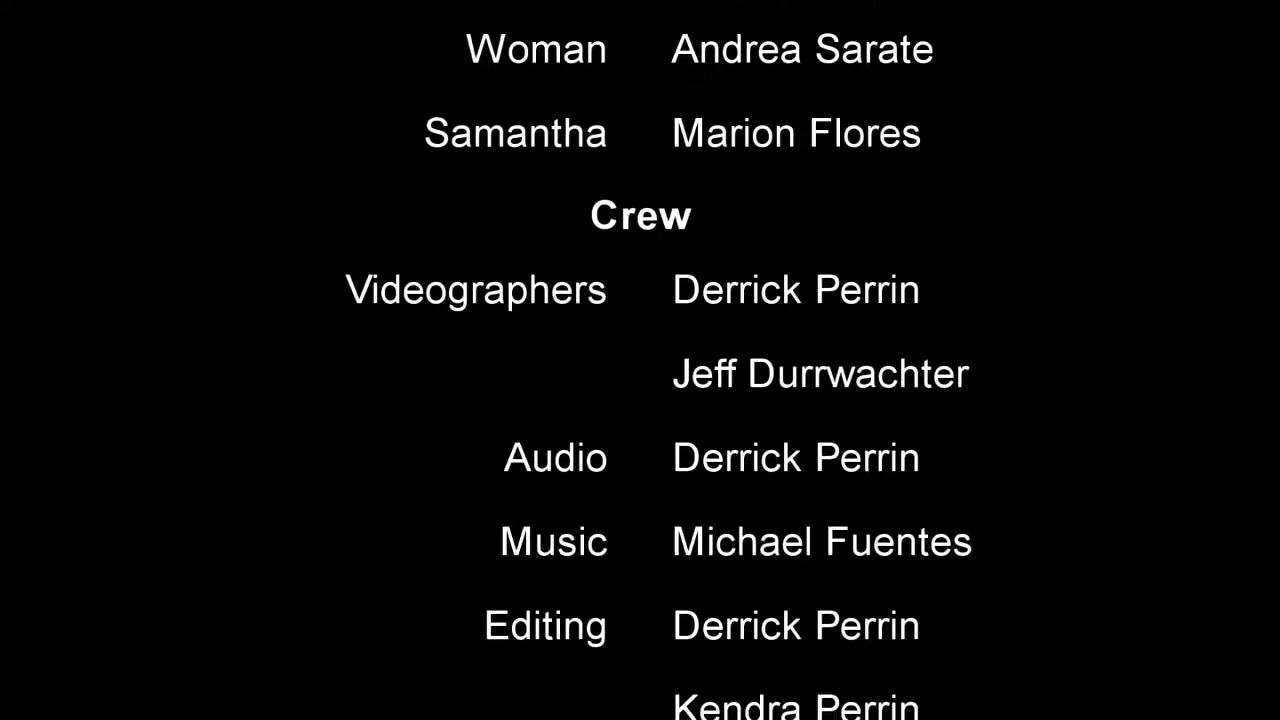 Woman Andrea Sarate
Samantha Marion Flores
Crew
Videographers Derrick Perrin
Jeff Durrwachter
Audio Derrick Perrin
Music Michael Fuentes
Editing Derrick Perrin
Kendra Perrin